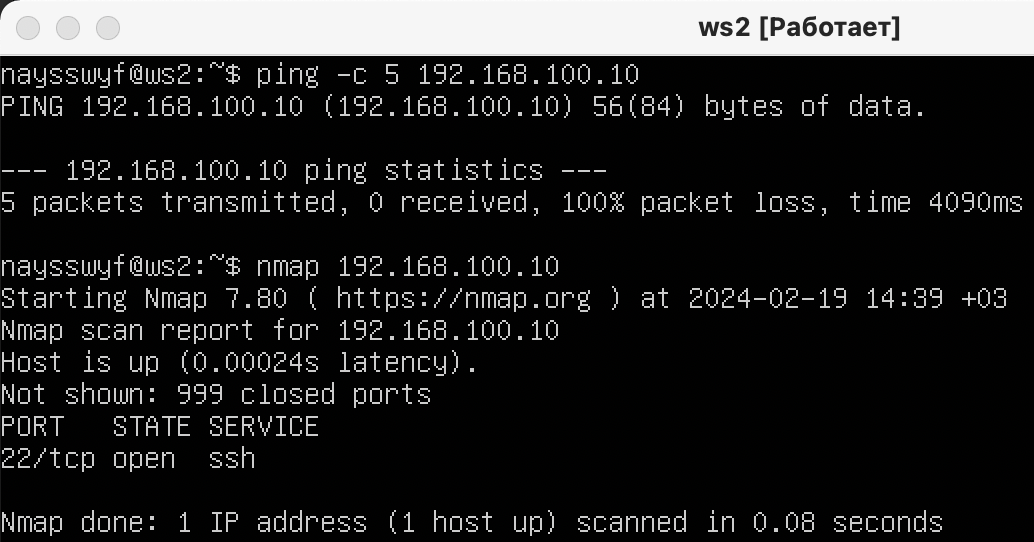 ws2 [Работает]
naysswyf@ws2:~$ ping -c 5 192.168.100.10
PING 192.168.100.10 (192.168.100.10) 56(84) bytes of data.
--- 192.168.100.10 ping statistics ---
5 packets transmitted, 0 received, 100% packet loss, time 4090ms
naysswyf@ws2:~$ nmap 192.168.100.10
Starting Nmap 7.80 ( https://nmap.org ) at 2024-02-19 14:39 +03
Nmap scan report for 192.168.100.10
Host is up (0.00024s latency).
Not shown: 999 closed ports
PORT   STATE SERVICE
22/tcp open  ssh
Nmap done: 1 IP address (1 host up) scanned in 0.08 seconds